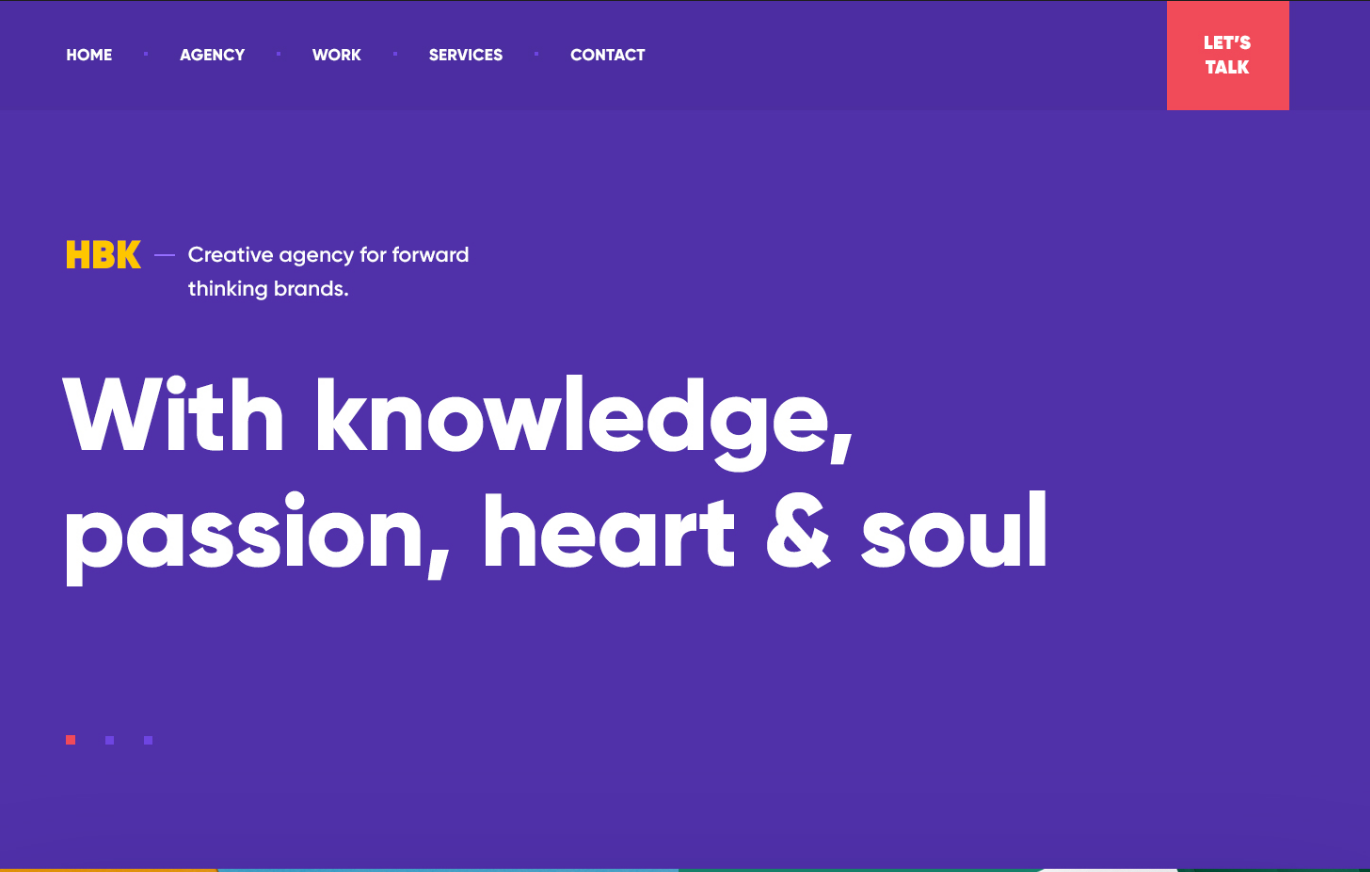 HOME AGENCY WORK SERVICES CONTACT
LET'S
TALK
HBK — Creative agency for forward
thinking brands.
With knowledge,
passion, heart & soul